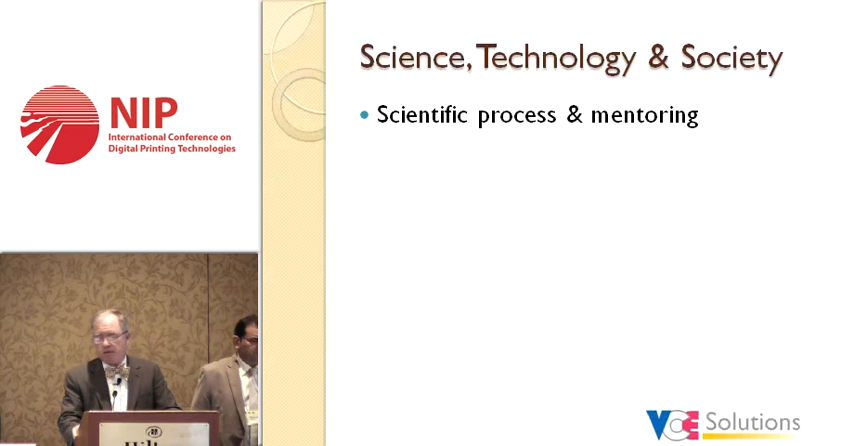 NIP
International Conference on
Digital Printing Technologies
Science, Technology & Society
• Scientific process & mentoring
VCE Solutions